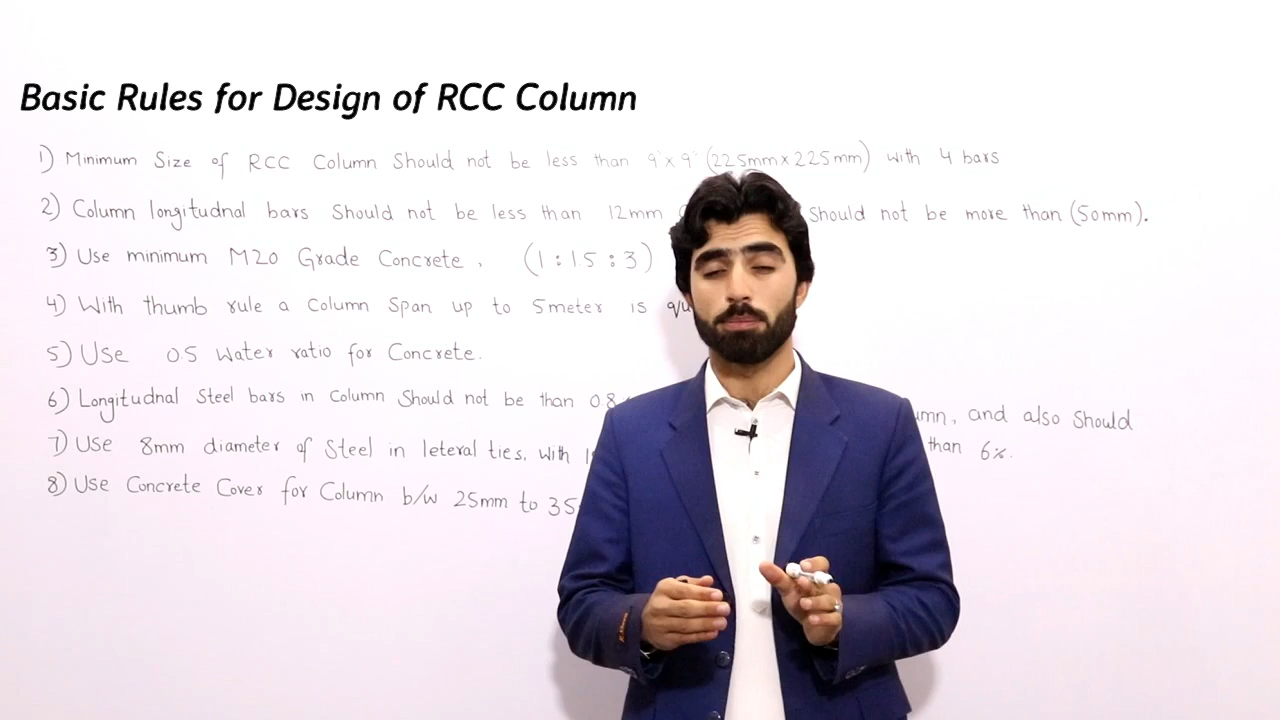 Basic Rules for Design of RCC Column
1) Minimum Size of RCC Column Should not be less than 9"x 9" (225mm x 225mm) with 4 bars
2) Column longitudnal bars Should not be less than 12mm Should not be more than (50mm).
3) Use minimum M20 Grade Concrete. (1 : 1.5 : 3)
4) With thumb rule a Column Span up to 5meter is
5) Use 0.5 Water ratio for Concrete.
6) Longitudnal Steel bars in Column Should not be than 0.8 and also Should
7) Use 8mm diameter of Steel in leteral ties, with than 6%.
8) Use Concrete Cover for Column b/w 25mm to 35